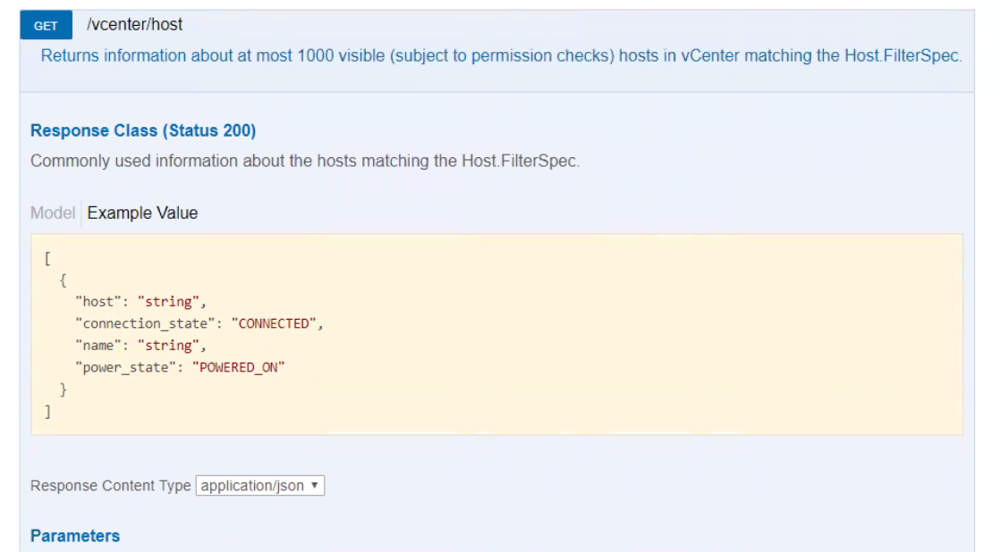 GET /vcenter/host
Returns information about at most 1000 visible (subject to permission checks) hosts in vCenter matching the Host.FilterSpec.
Response Class (Status 200)
Commonly used information about the hosts matching the Host.FilterSpec.
Model Example Value
[
{
"host": "string",
"connection_state": "CONNECTED",
"name": "string",
"power_state": "POWERED_ON"
}
]
Response Content Type application/json
Parameters